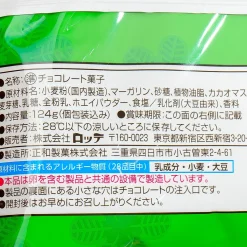 ●名称/準チョコレート菓子
●原材料名/小麦粉(国内製造)、マーガリン、砂糖、植物油脂、カカオマス、
麦芽糖、乳糖、全粉乳、ホエイパウダー、食塩/乳化剤(大豆由来)、香料
●内容量/124g(個包装込み) ●賞味期限/この面の右側に記載
●保存方法/28℃以下の涼しい場所で保存してください。
●販売者/株式会社 ロッテ 〒160-0023 東京都新宿区西新宿3-20-
●製造所/正和製菓株式会社 三重県四日市市小古曽東4-4-61
原材料に含まれるアレルギー物質(28品目中) 乳成分・小麦・大豆
●本品は卵を含む製品と共通の設備で製造しています。
●製品の裏面にある小さな穴はチョコレートの注入口です。
●開封後はお早めにお召し上がりください。